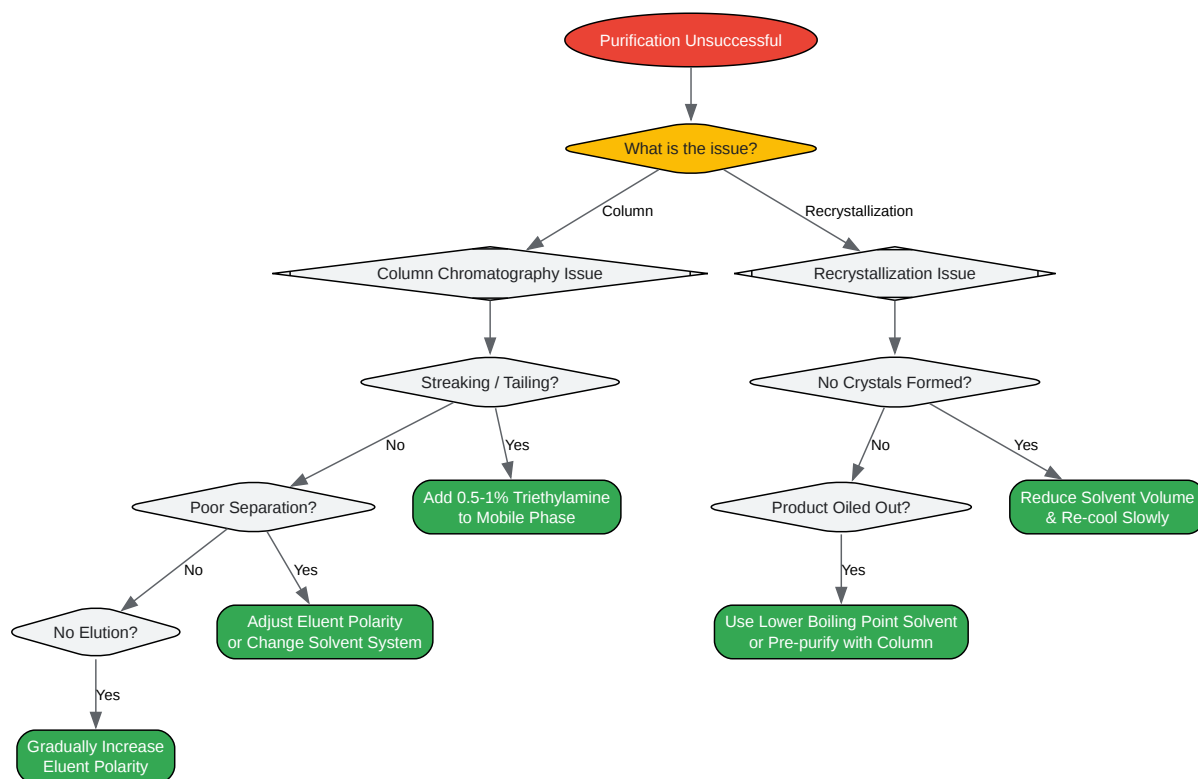 Purification Unsuccessful
What is the issue?
Column
Recrystallization
Column Chromatography Issue
Recrystallization Issue
Streaking / Tailing?
No Crystals Formed?
No
Yes
No
Yes
Poor Separation?
Add 0.5-1% Triethylamine
to Mobile Phase
Product Oiled Out?
Reduce Solvent Volume
& Re-cool Slowly
No
Yes
Yes
No Elution?
Adjust Eluent Polarity
or Change Solvent System
Use Lower Boiling Point Solvent
or Pre-purify with Column
Yes
Gradually Increase
Eluent Polarity